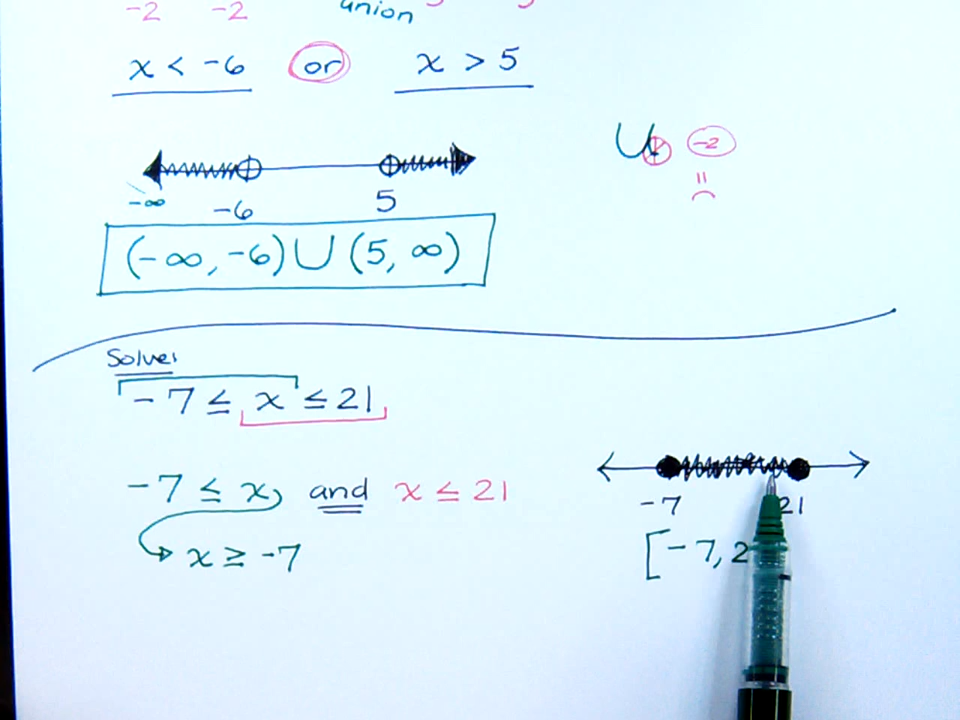 -2 -2 union
x < -6 or x > 5
U -2
-∞ -6 5
(-∞, -6) ∪ (5, ∞)
Solve:
-7 ≤ x ≤ 21
-7 ≤ x and x ≤ 21
-7 21
x ≥ -7
[-7, 2